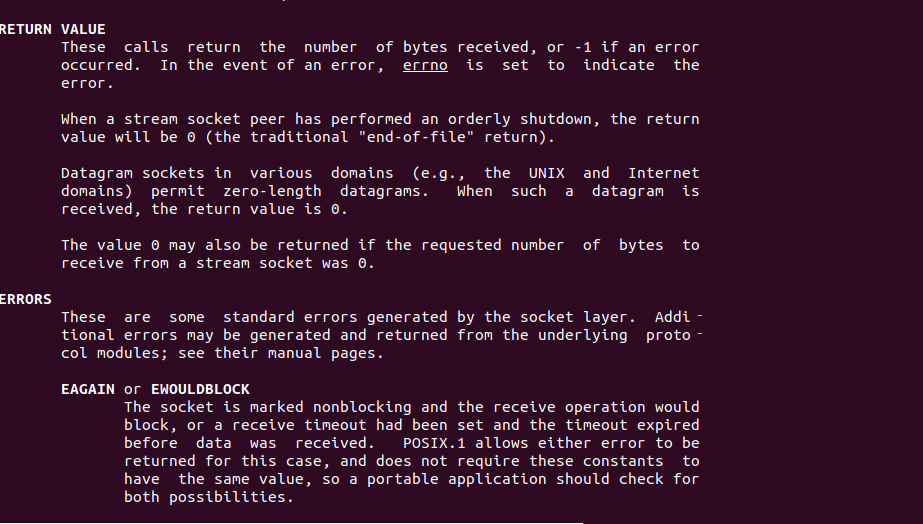 RETURN VALUE
These calls return the number of bytes received, or -1 if an error
occurred. In the event of an error, errno is set to indicate the
error.
When a stream socket peer has performed an orderly shutdown, the return
value will be 0 (the traditional "end-of-file" return).
Datagram sockets in various domains (e.g., the UNIX and Internet
domains) permit zero-length datagrams. When such a datagram is
received, the return value is 0.
The value 0 may also be returned if the requested number of bytes to
receive from a stream socket was 0.
ERRORS
These are some standard errors generated by the socket layer. Addi‐
tional errors may be generated and returned from the underlying proto‐
col modules; see their manual pages.
EAGAIN or EWOULDBLOCK
The socket is marked nonblocking and the receive operation would
block, or a receive timeout had been set and the timeout expired
before data was received. POSIX.1 allows either error to be
returned for this case, and does not require these constants to
have the same value, so a portable application should check for
both possibilities.